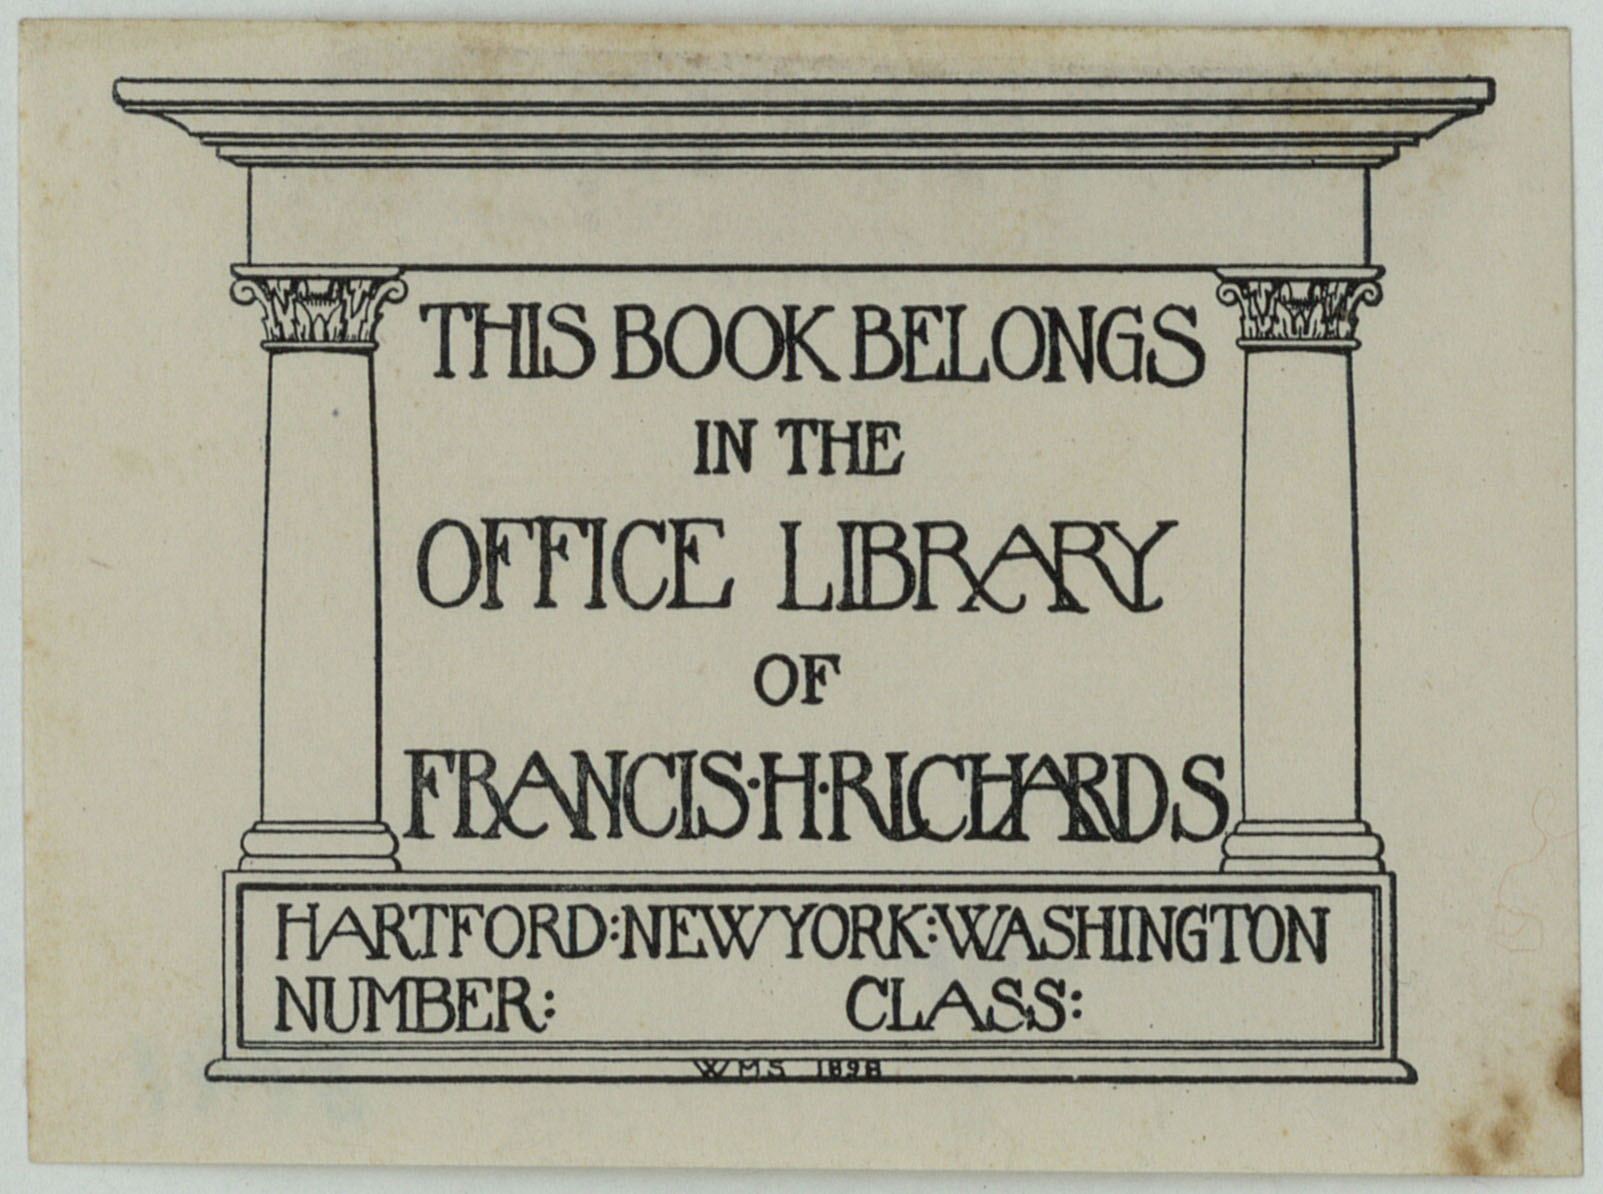 THIS BOOK BELONGS
IN THE
OFFICE LIBRARY
OF
FRANCIS·H·RICHARDS
HARTFORD:NEW YORK:WASHINGTON
NUMBER: CLASS:
WMS 1898